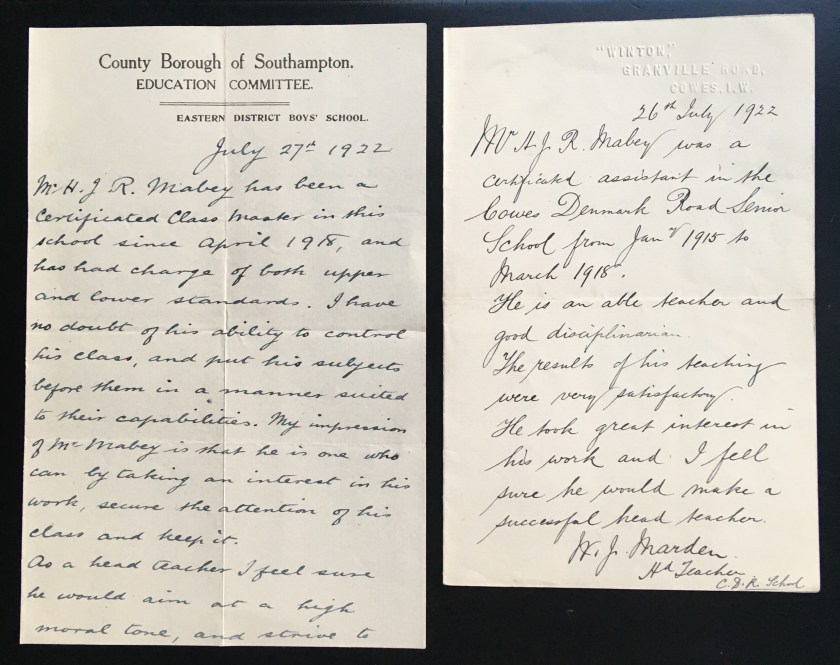 County Borough of Southampton.
EDUCATION COMMITTEE.
EASTERN DISTRICT BOYS' SCHOOL.
July 27th 1922
Mr H. J. R. Mabey has been a
Certificated Class Master in this
school since April 1918, and
has had charge of both upper
and lower standards. I have
no doubt of his ability to control
his class, and put his subjects
before them in a manner suited
to their capabilities. My impression
of Mr Mabey is that he is one who
can by taking an interest in his
work, secure the attention of his
class and keep it.
As a head teacher I feel sure
he would aim at a high
moral tone, and strive to
"WINTON,"
GRANVILLE ROAD,
COWES, I.W.
26th July 1922
Mr H. J. R. Mabey was a
certificated assistant in the
Cowes Denmark Road Senior
School from Jany 1915 to
March 1918.
He is an able teacher and
good disciplinarian.
The results of his teaching
were very satisfactory.
He took great interest in
his work and I feel
sure he would make a
successful head teacher.
W. J. Marden.
Hd Teacher
C. D. R. School